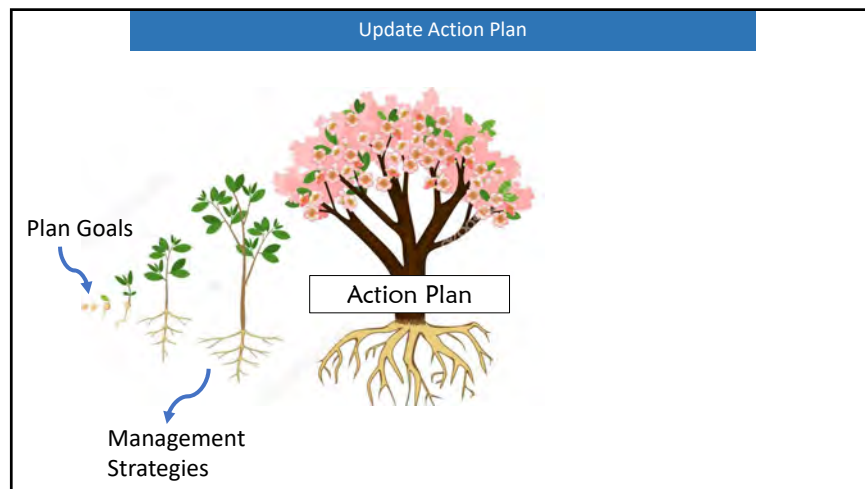 Update Action Plan
Plan Goals
Action Plan
Management
Strategies